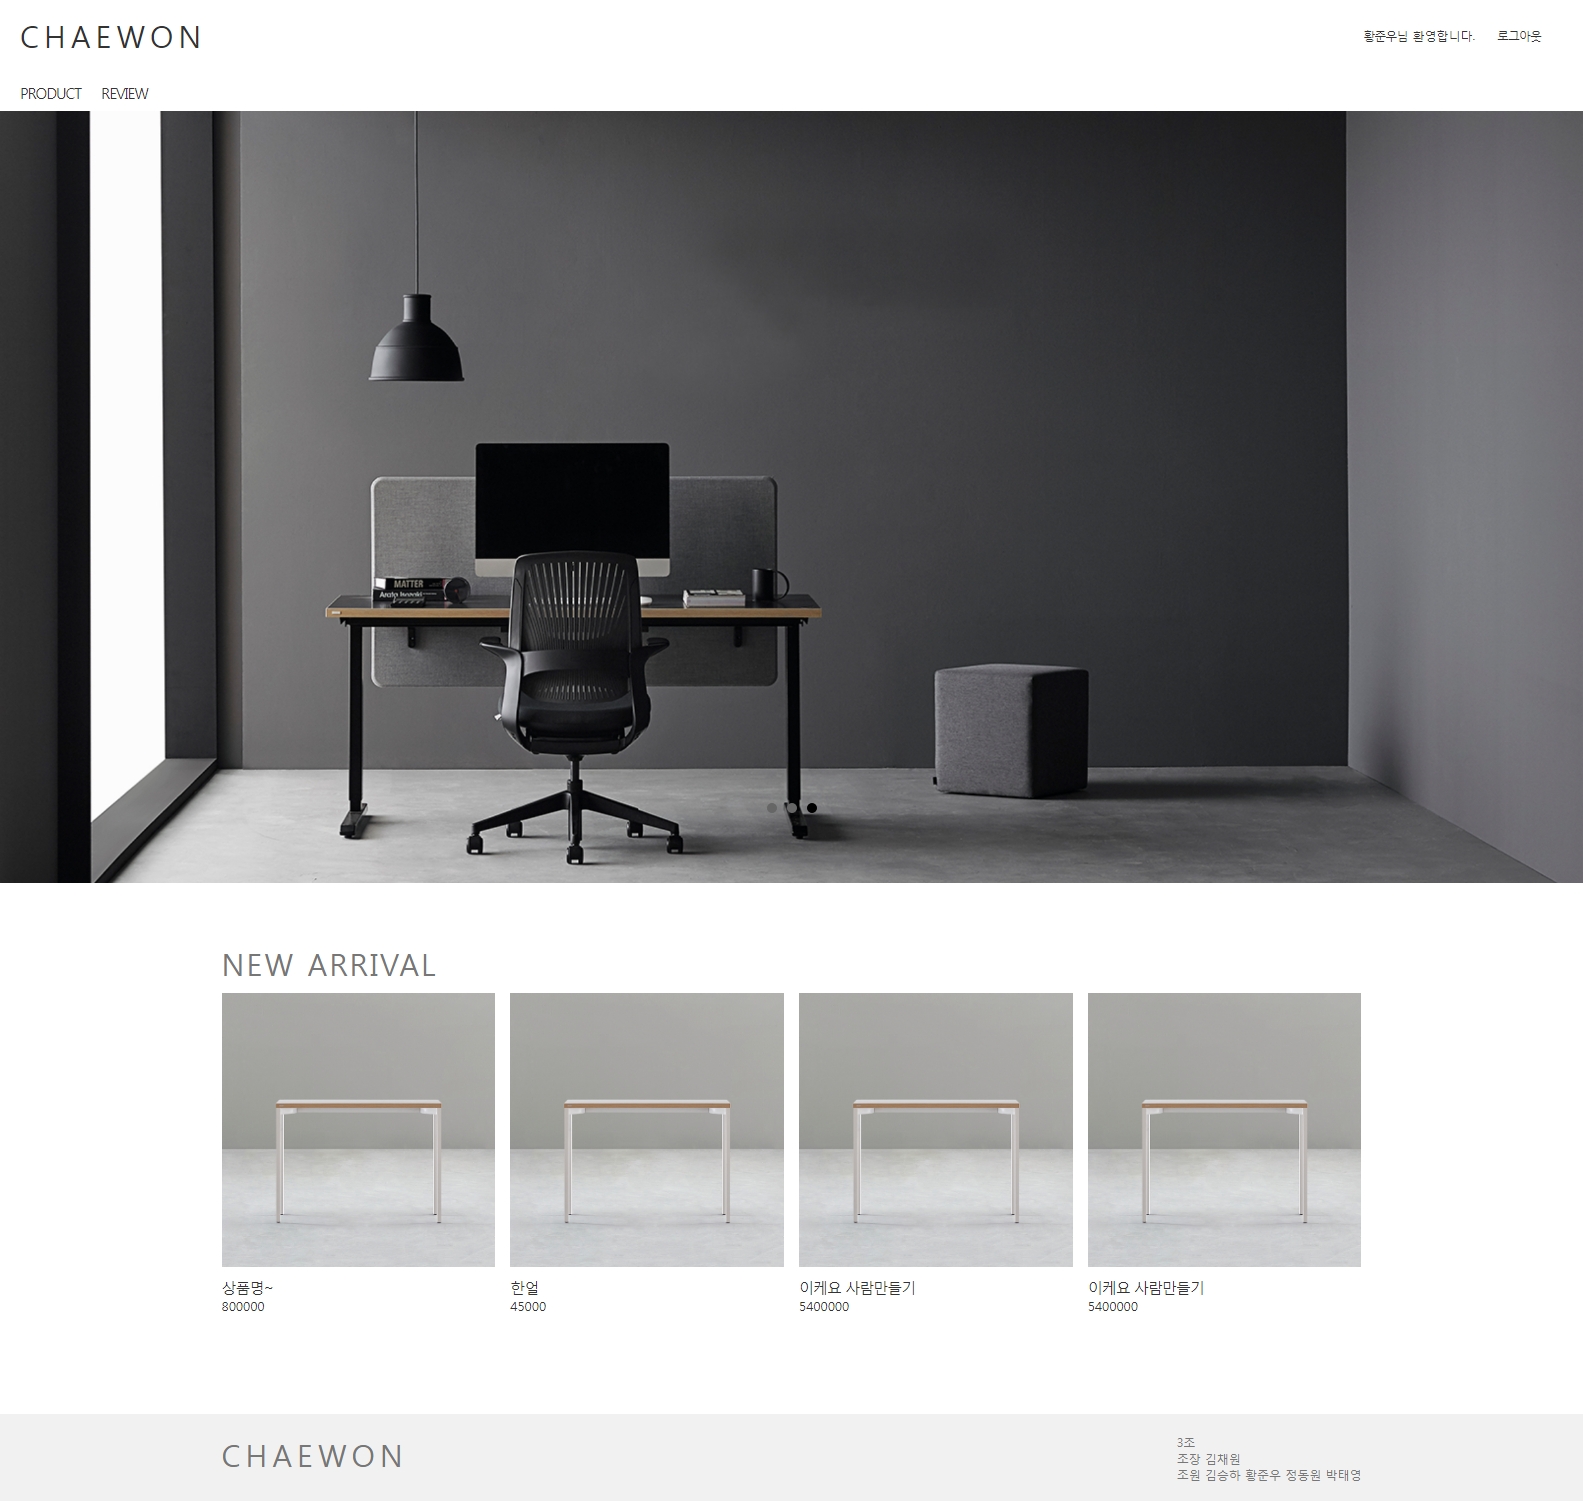 CHAEWON
황준우님 환영합니다. 로그아웃
PRODUCT REVIEW
MATTER
Arata Isozaki
NEW ARRIVAL
상품명~
800000
한얼
45000
이케요 사람만들기
5400000
이케요 사람만들기
5400000
CHAEWON
3조
조장 김채원
조원 김승하 황준우 정동원 박태영